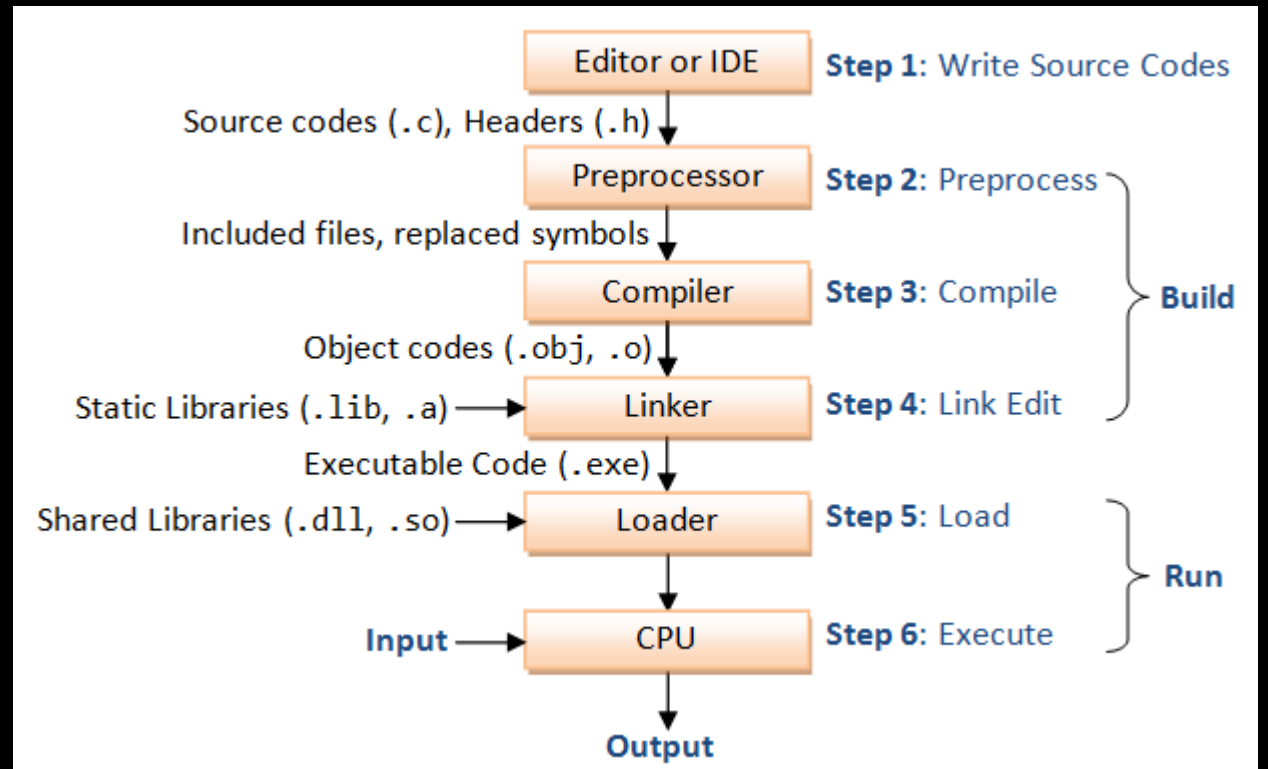 Editor or IDE
Step 1: Write Source Codes
Source codes (.c), Headers (.h)
Preprocessor
Step 2: Preprocess
Included files, replaced symbols
Compiler
Step 3: Compile
Build
Object codes (.obj, .o)
Static Libraries (.lib, .a)
Linker
Step 4: Link Edit
Executable Code (.exe)
Shared Libraries (.dll, .so)
Loader
Step 5: Load
Run
Input
CPU
Step 6: Execute
Output